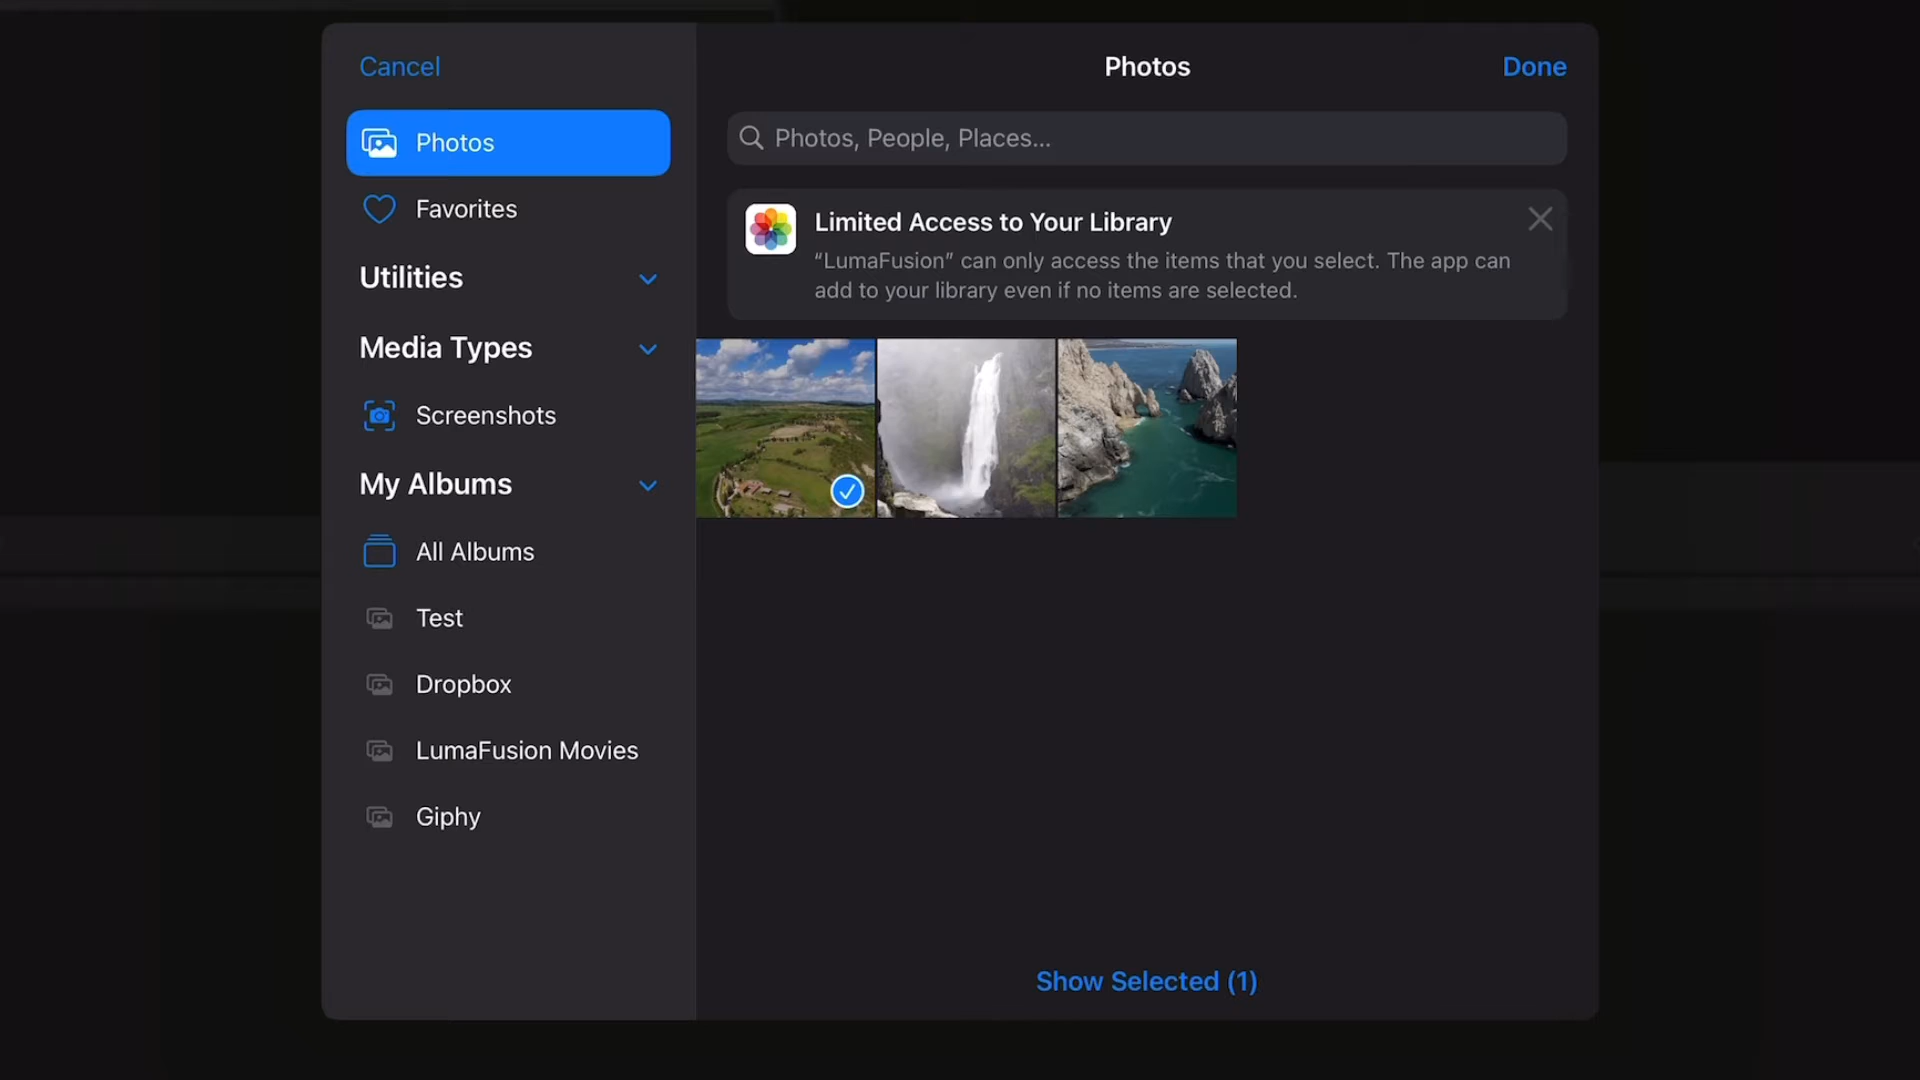 Cancel
Photos
Favorites
Utilities
Media Types
Screenshots
My Albums
All Albums
Test
Dropbox
LumaFusion Movies
Giphy
Photos
Done
Photos, People, Places...
Limited Access to Your Library
“LumaFusion” can only access the items that you select. The app can
add to your library even if no items are selected.
Show Selected (1)